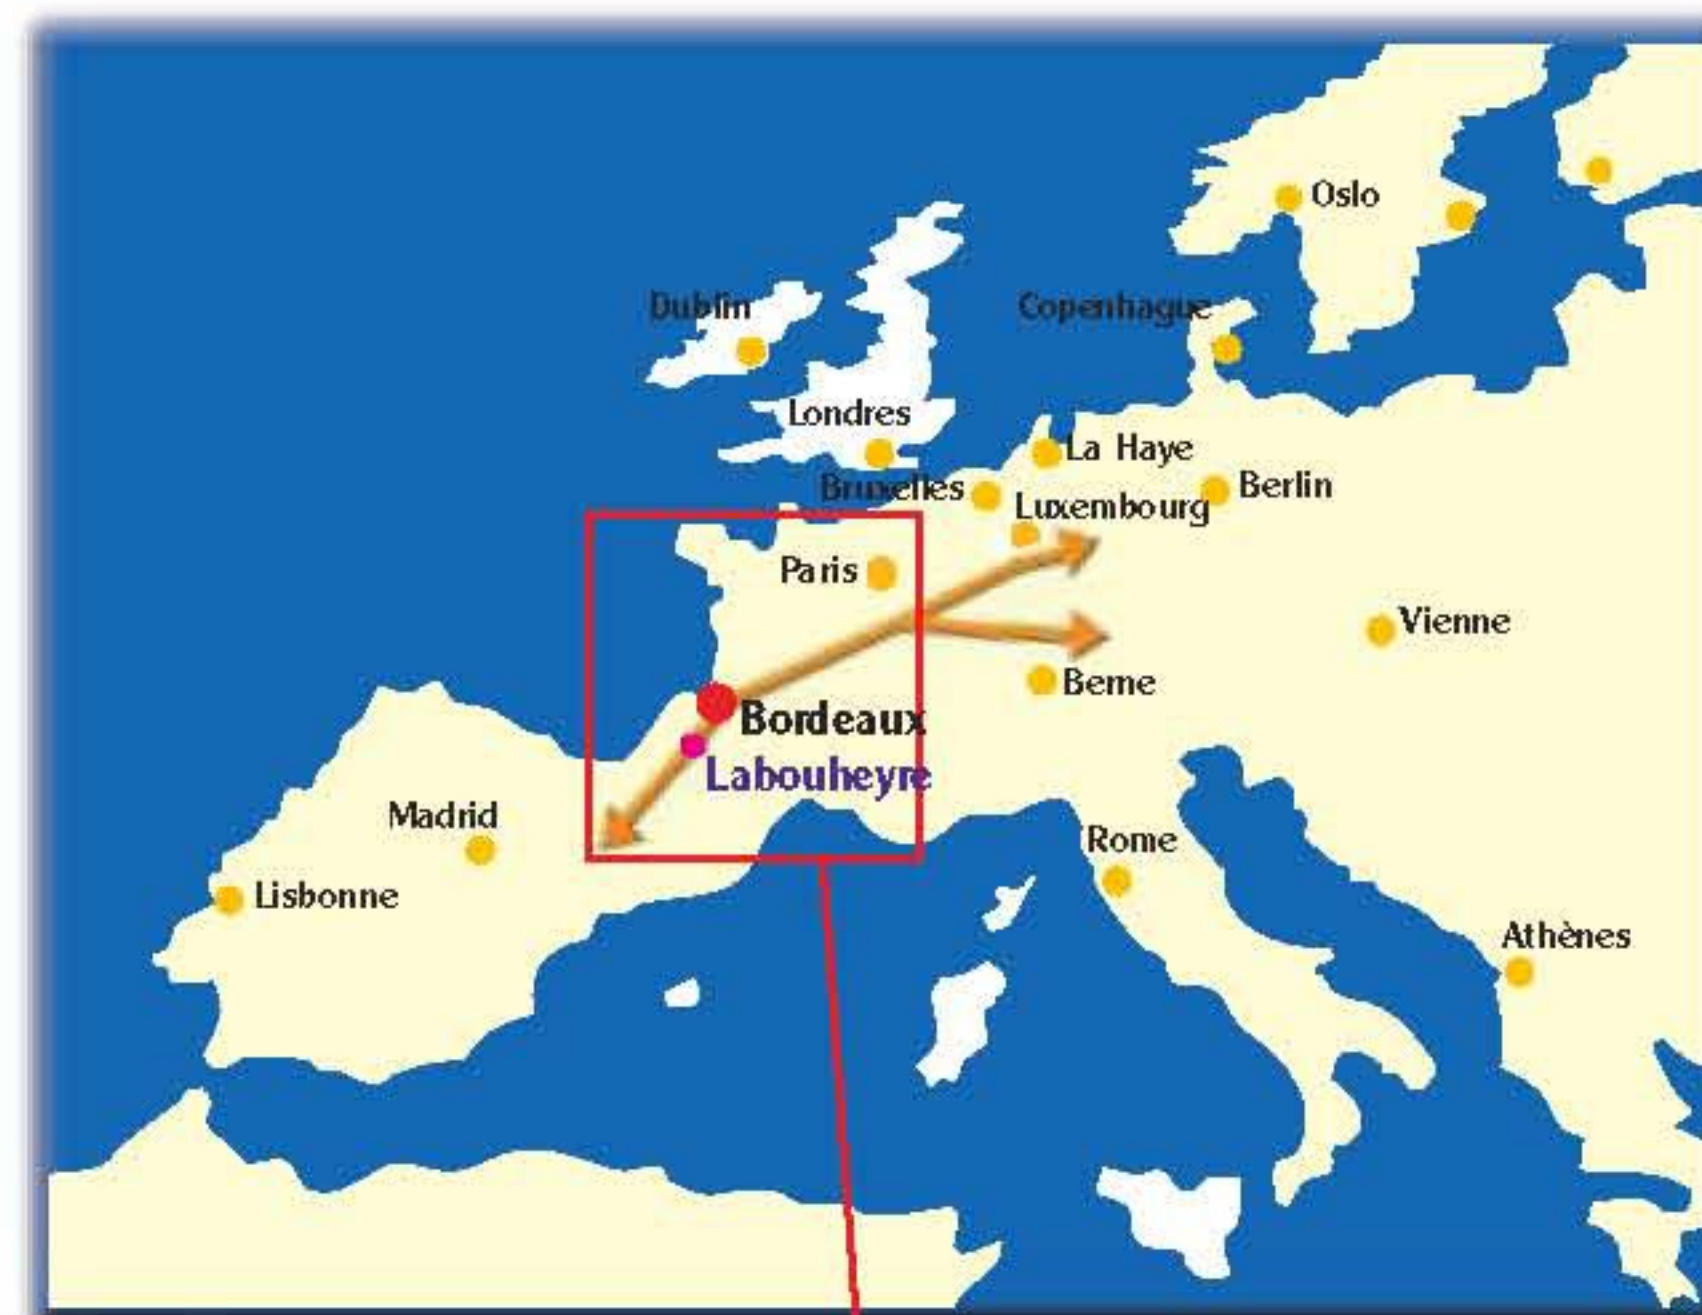 Oslo
Dublin
Copenhague
Londres
La Haye
Bruxelles
Berlin
Luxembourg
Paris
Vienne
Berne
Bordeaux
Labouheyre
Madrid
Rome
Lisbonne
Athènes